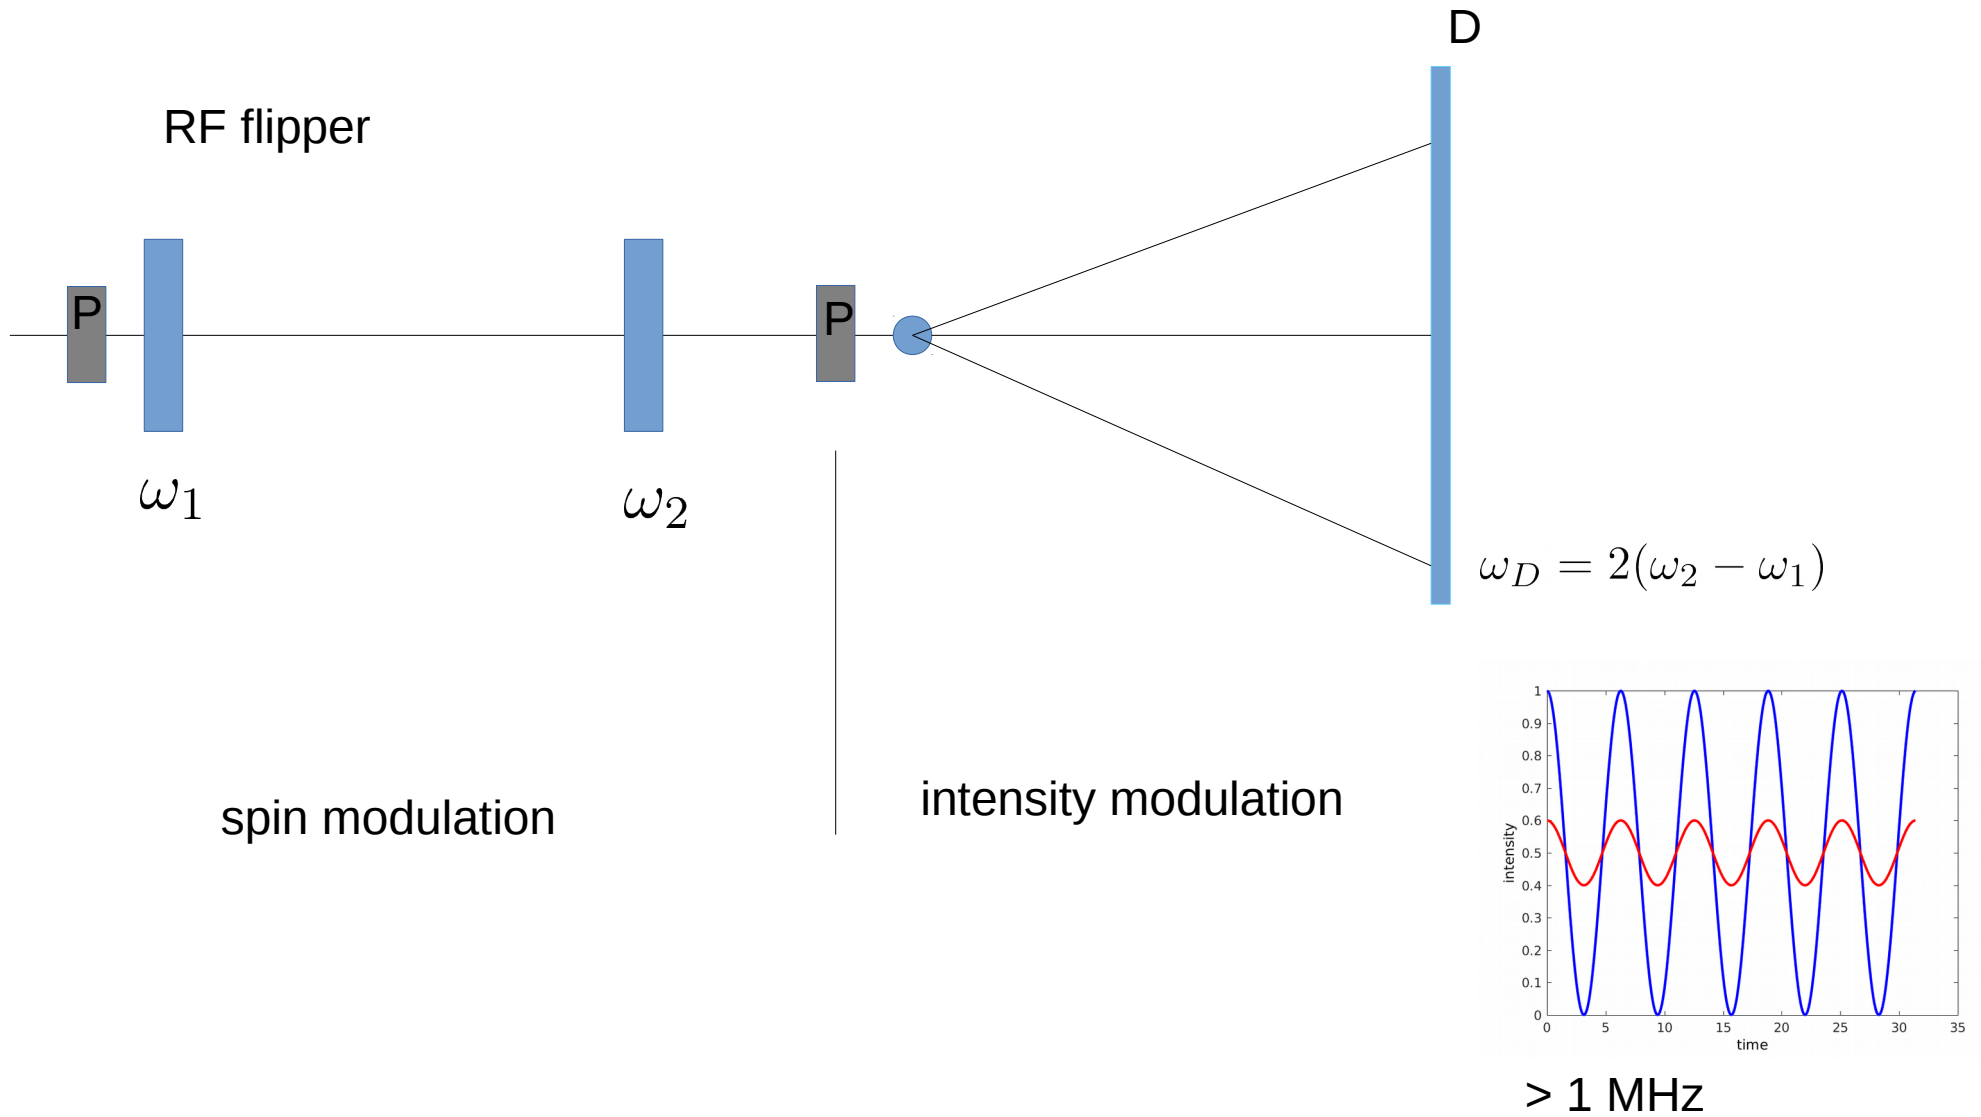 D
RF flipper
P
P
ω₁
ω₂
ω_D = 2(ω₂ − ω₁)
spin modulation
intensity modulation
1
0.9
0.8
0.7
0.6
0.5
0.4
0.3
0.2
0.1
0
intensity
0 5 10 15 20 25 30 35
time
> 1 MHz